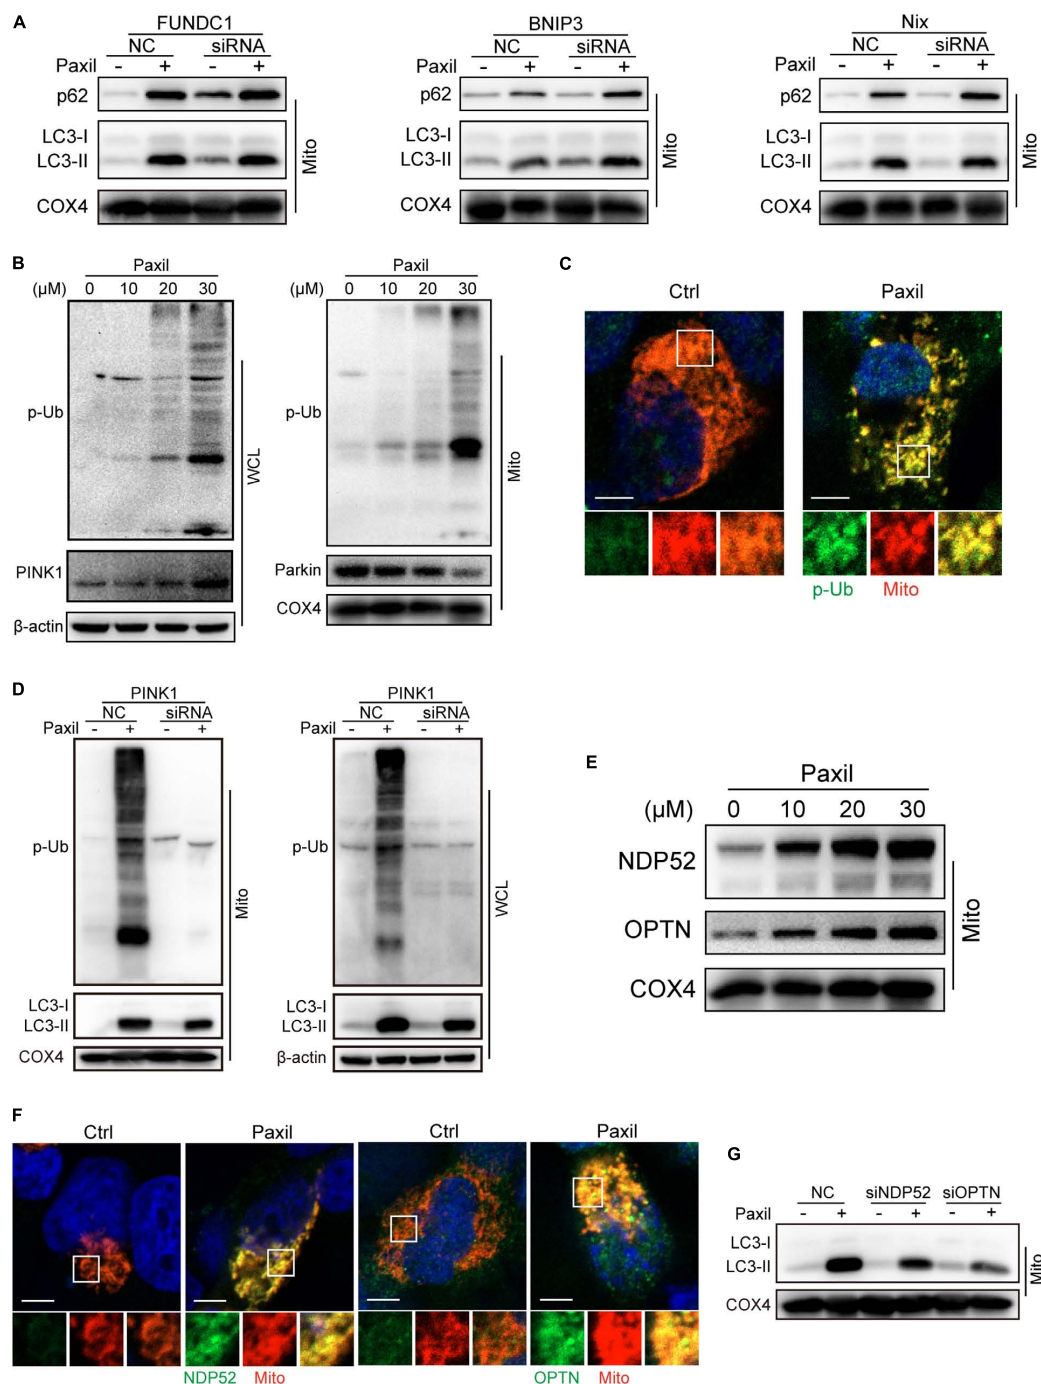 A
FUNDC1
NC siRNA
Paxil - + - +
p62
LC3-I
LC3-II
COX4
Mito
BNIP3
NC siRNA
Paxil - + - +
p62
LC3-I
LC3-II
COX4
Mito
Nix
NC siRNA
Paxil - + - +
p62
LC3-I
LC3-II
COX4
Mito
B
Paxil
(μM) 0 10 20 30
p-Ub
PINK1
β-actin
WCL
Paxil
(μM) 0 10 20 30
p-Ub
Parkin
COX4
Mito
C
Ctrl Paxil
p-Ub Mito
D
PINK1
NC siRNA
Paxil - + - +
p-Ub
LC3-I
LC3-II
COX4
Mito
PINK1
NC siRNA
Paxil - + - +
p-Ub
LC3-I
LC3-II
β-actin
WCL
E
Paxil
(μM) 0 10 20 30
NDP52
OPTN
COX4
Mito
F
Ctrl Paxil Ctrl Paxil
NDP52 Mito OPTN Mito
G
NC siNDP52 siOPTN
Paxil - + - + - +
LC3-I
LC3-II
COX4
Mito